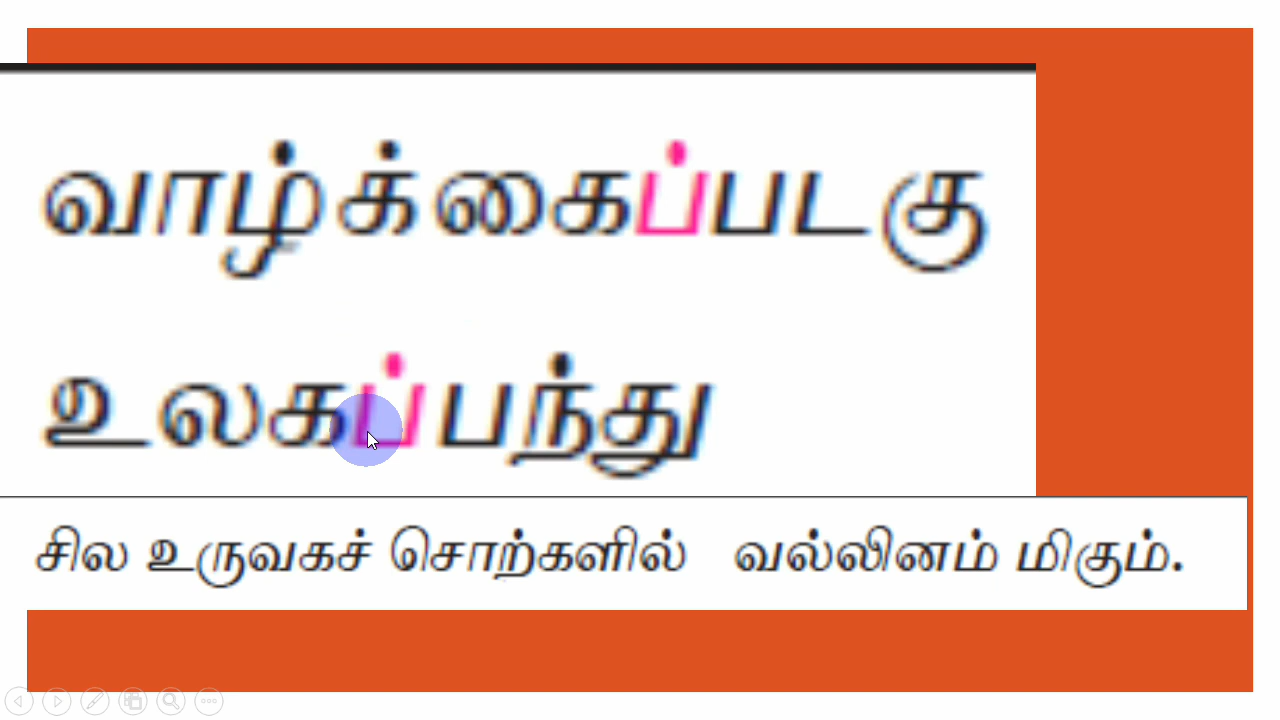 வாழ்க்கைப்படகு
உலகப்பந்து
சில உருவகச் சொற்களில் வல்லினம் மிகும்.